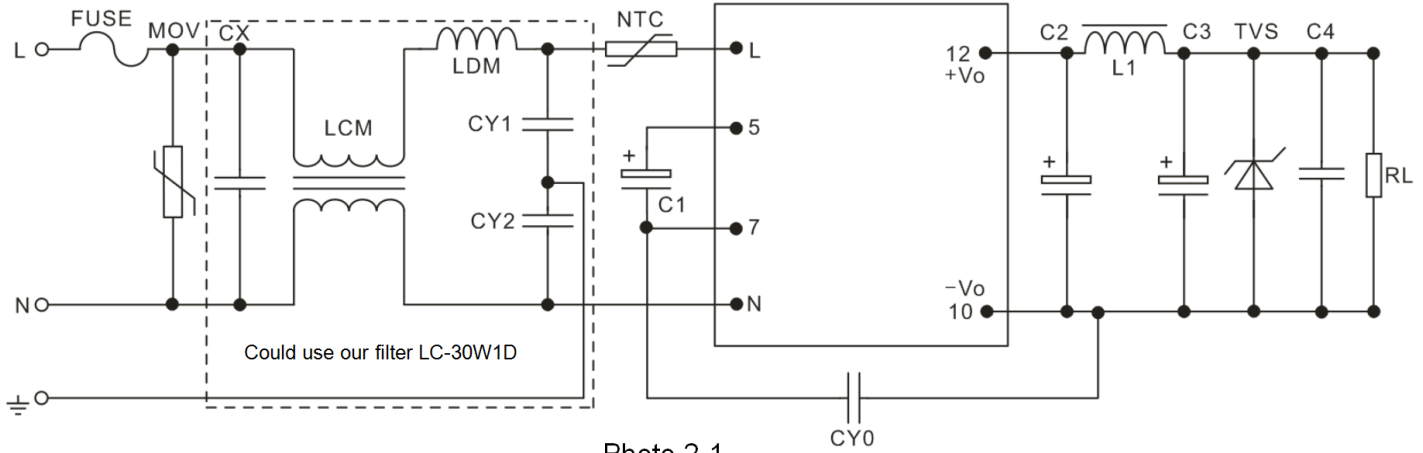 FUSE
MOV
CX
LDM
NTC
C2
C3
TVS
C4
L
L
12
+Vo
L1
LCM
CY1
5
+
+
+
RL
C1
CY2
7
N
N
−Vo
10
Could use our filter LC-30W1D
CY0
Photo 2-1